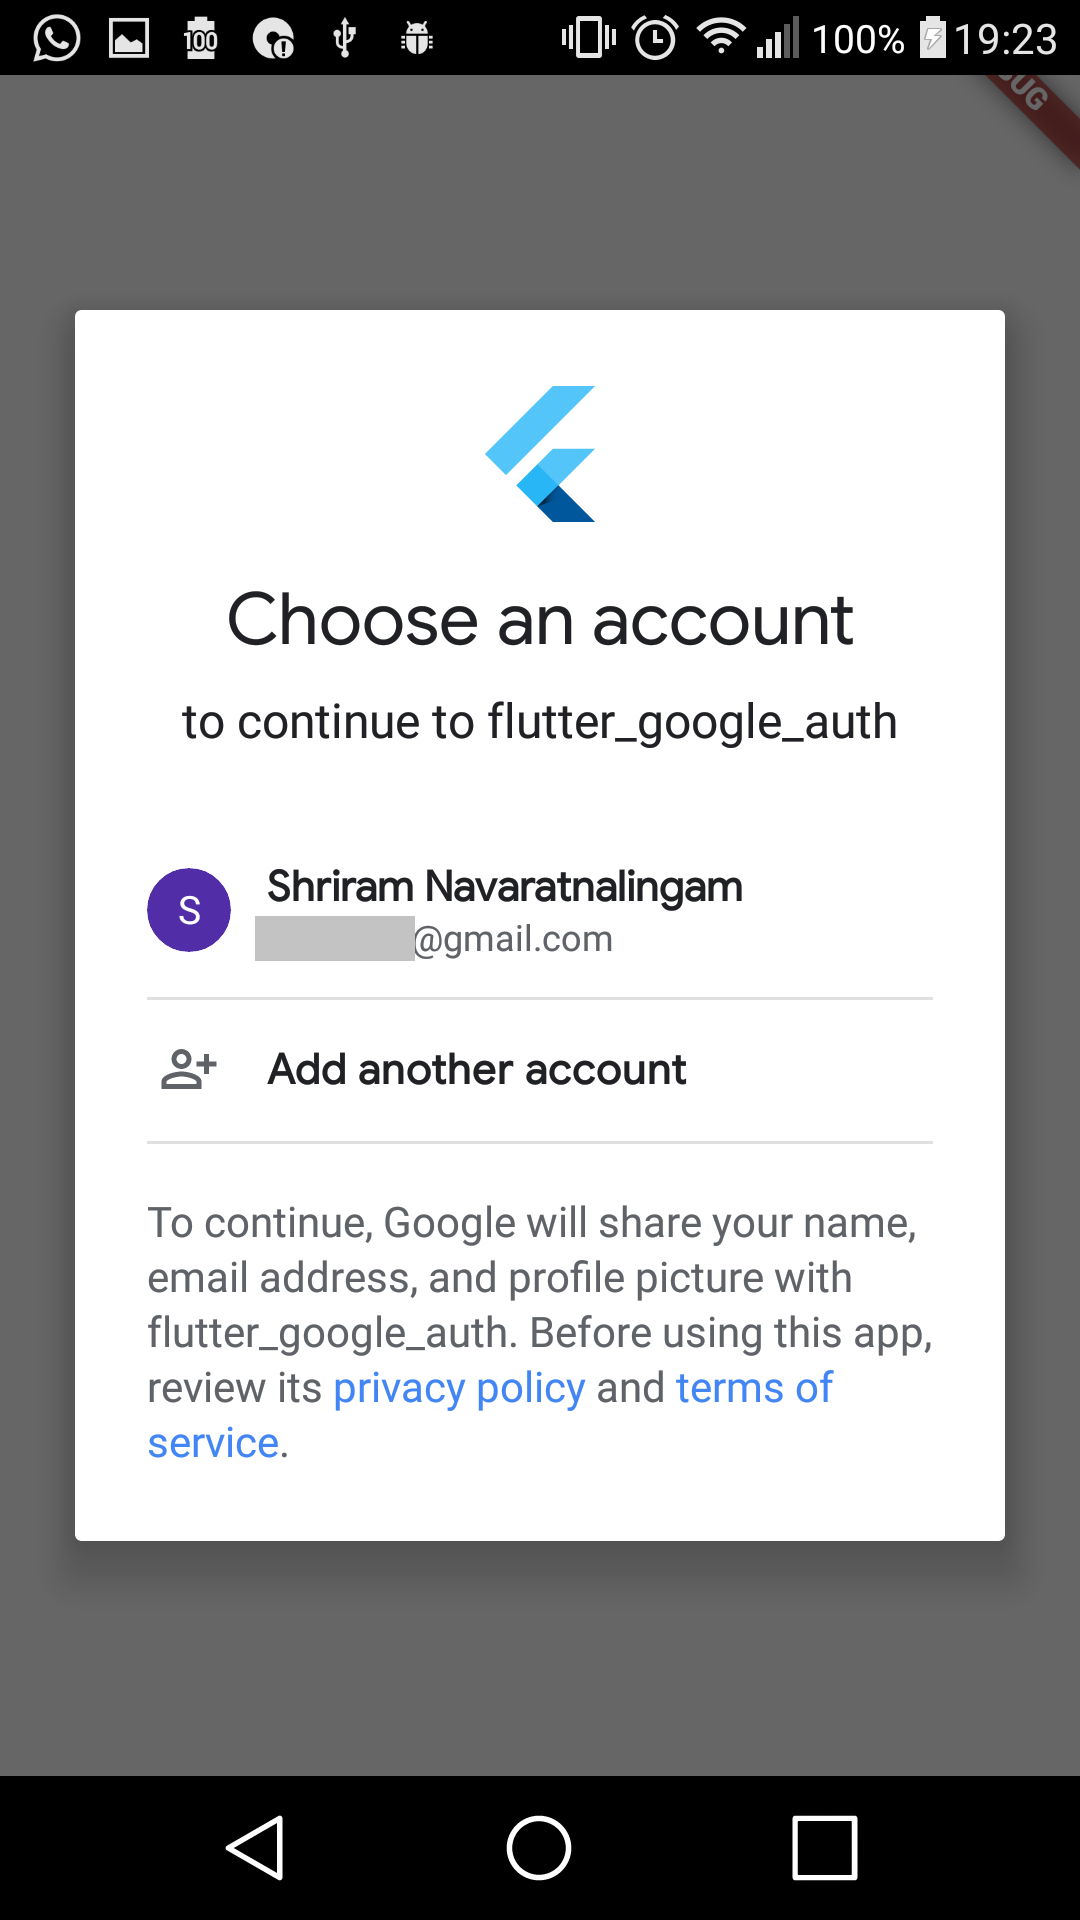 100 100% 19:23
UG
Choose an account
to continue to flutter_google_auth
S
Shriram Navaratnalingam
@gmail.com
Add another account
To continue, Google will share your name,
email address, and profile picture with
flutter_google_auth. Before using this app,
review its privacy policy and terms of
service.